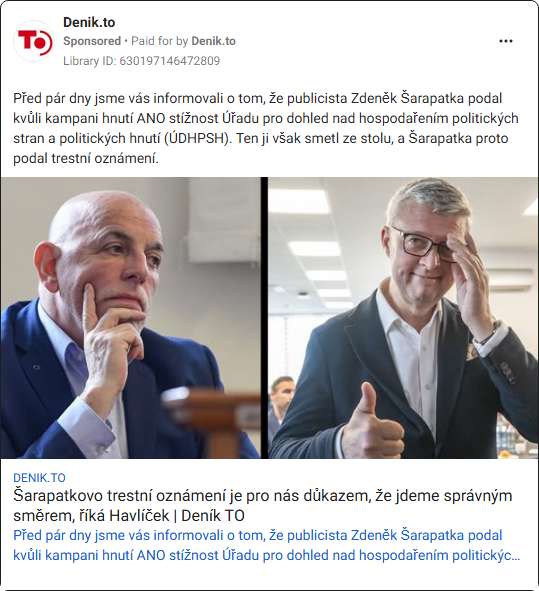 Denik.to
Sponsored • Paid for by Denik.to
Library ID: 630197146472809
Před pár dny jsme vás informovali o tom, že publicista Zdeněk Šarapatka podal
kvůli kampani hnutí ANO stížnost Úřadu pro dohled nad hospodařením politických
stran a politických hnutí (ÚDHPSH). Ten ji však smetl ze stolu, a Šarapatka proto
podal trestní oznámení.
DENIK.TO
Šarapatkovo trestní oznámení je pro nás důkazem, že jdeme správným
směrem, říká Havlíček | Deník TO
Před pár dny jsme vás informovali o tom, že publicista Zdeněk Šarapatka podal
kvůli kampani hnutí ANO stížnost Úřadu pro dohled nad hospodařením politickýc...